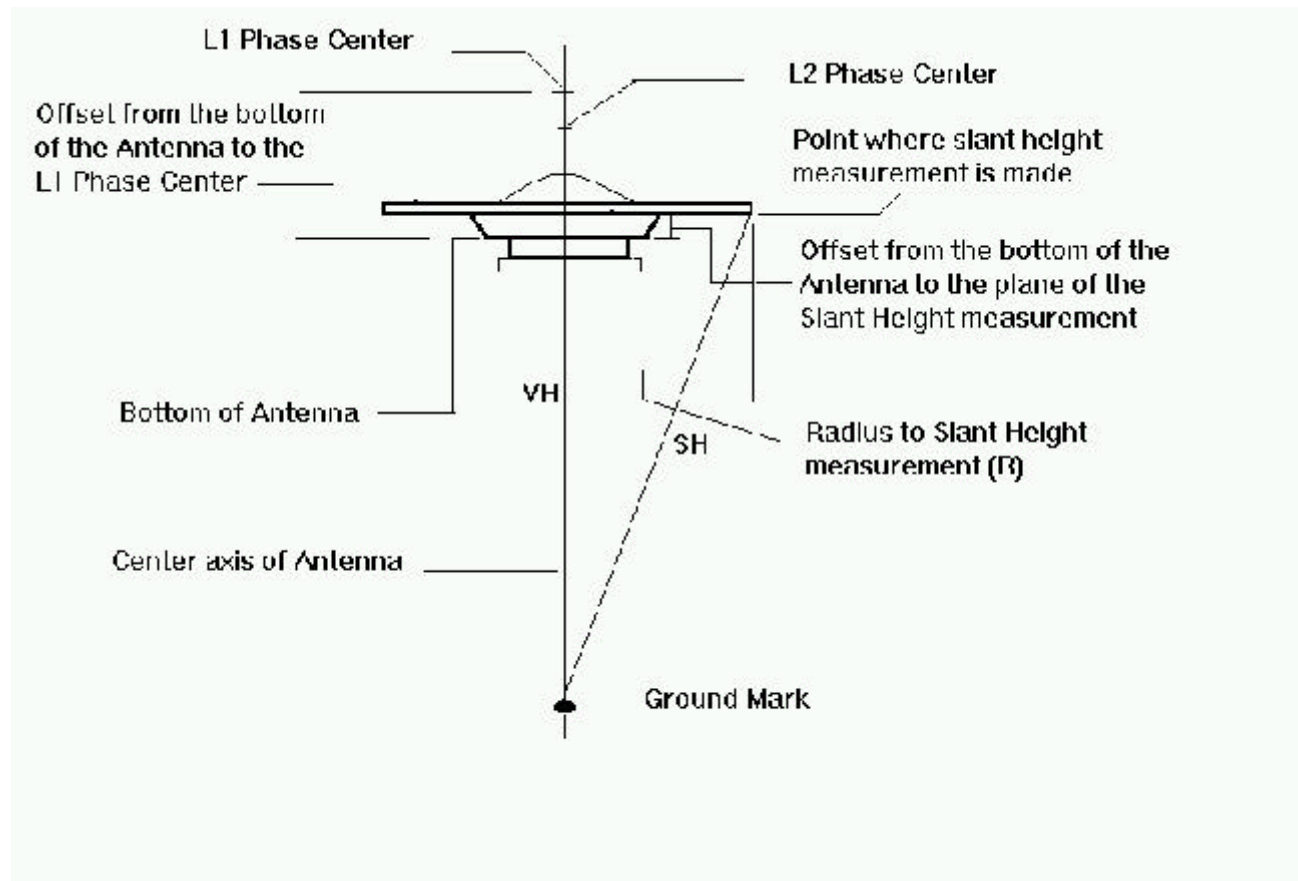 L1 Phase Center
L2 Phase Center
Offset from the bottom
of the Antenna to the
L1 Phase Center
Point where slant height
measurement is made
Offset from the bottom of the
Antenna to the plane of the
Slant Height measurement
VH
Bottom of Antenna
SH
Radius to Slant Height
measurement (R)
Center axis of Antenna
Ground Mark